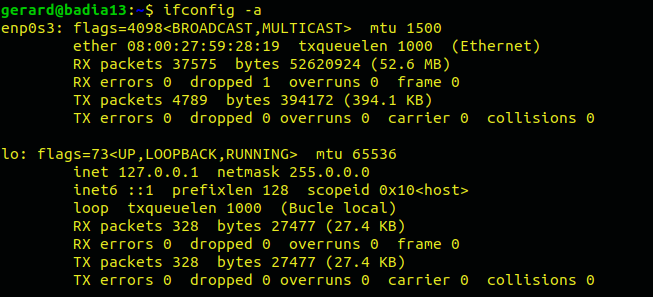 gerard@badia13:~$ ifconfig -a
enp0s3: flags=4098<BROADCAST,MULTICAST>  mtu 1500
        ether 08:00:27:59:28:19  txqueuelen 1000  (Ethernet)
        RX packets 37575  bytes 52620924 (52.6 MB)
        RX errors 0  dropped 1  overruns 0  frame 0
        TX packets 4789  bytes 394172 (394.1 KB)
        TX errors 0  dropped 0 overruns 0  carrier 0  collisions 0

lo: flags=73<UP,LOOPBACK,RUNNING>  mtu 65536
        inet 127.0.0.1  netmask 255.0.0.0
        inet6 ::1  prefixlen 128  scopeid 0x10<host>
        loop  txqueuelen 1000  (Bucle local)
        RX packets 328  bytes 27477 (27.4 KB)
        RX errors 0  dropped 0  overruns 0  frame 0
        TX packets 328  bytes 27477 (27.4 KB)
        TX errors 0  dropped 0 overruns 0  carrier 0  collisions 0